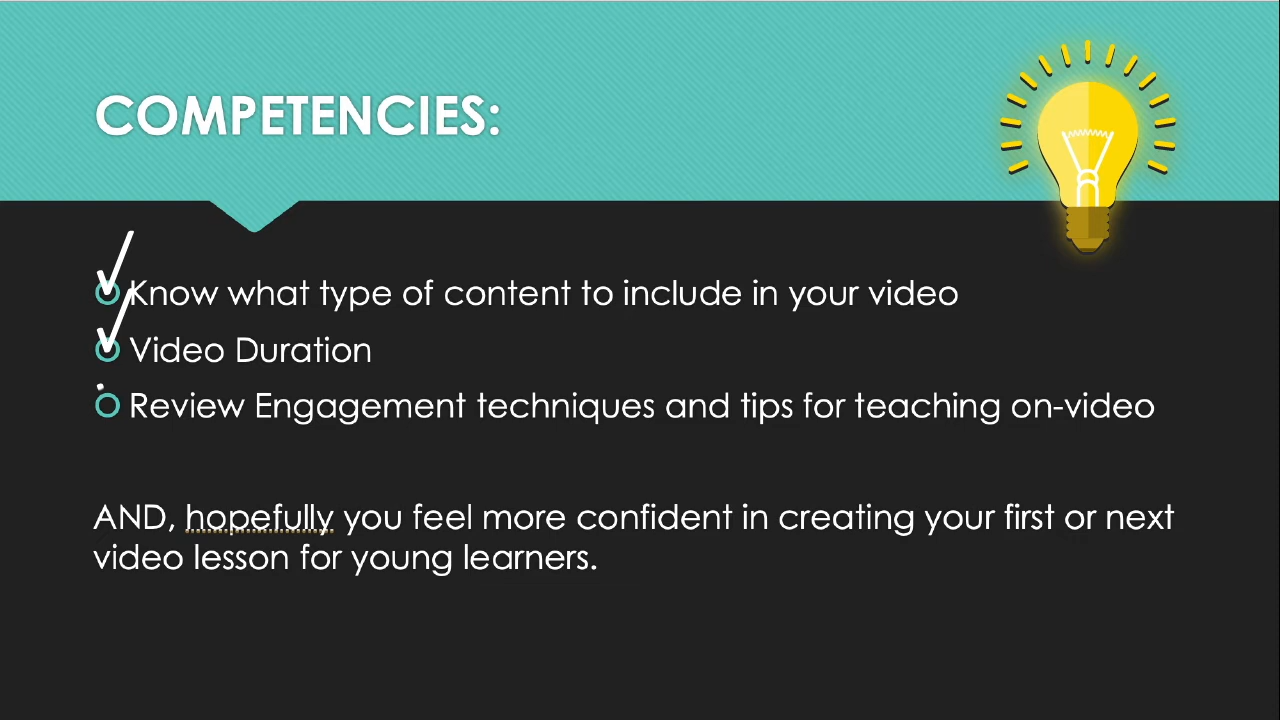 COMPETENCIES:
Know what type of content to include in your video
Video Duration
Review Engagement techniques and tips for teaching on-video
AND, hopefully you feel more confident in creating your first or next
video lesson for young learners.